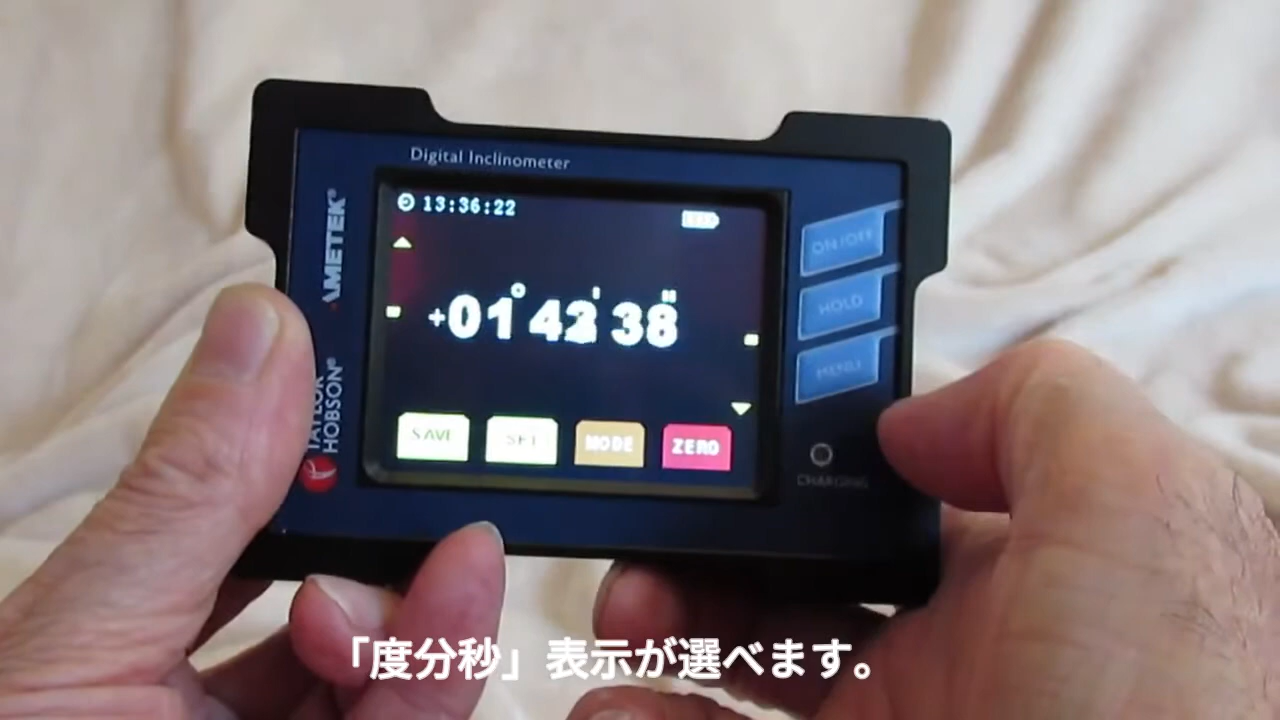 Digital Inclinometer
AMETEK®
TAYLOR
HOBSON®
13:36:22
+01° 42' 38"
SAVE
SET
MODE
ZERO
ON/OFF
HOLD
CHARGING
「度分秒」表示が選べます。